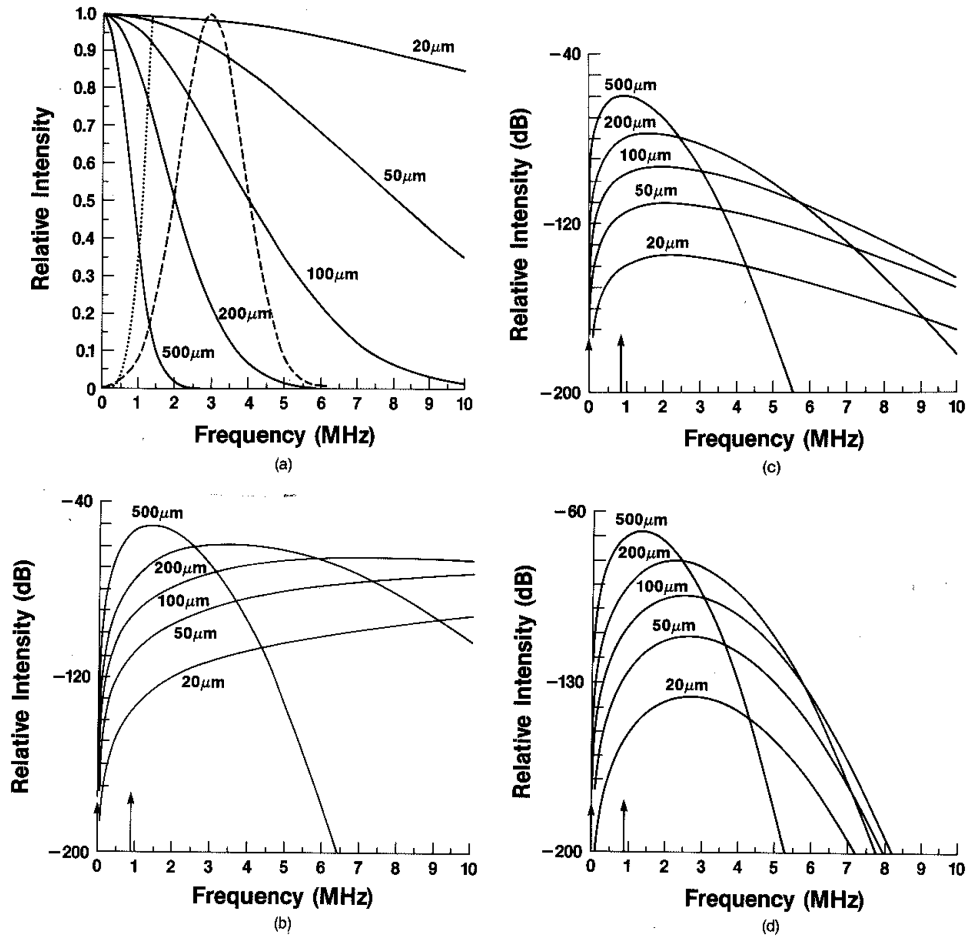 1.0
0.9
0.8
0.7
0.6
0.5
0.4
0.3
0.2
0.1
0
Relative Intensity
20µm
50µm
100µm
200µm
500µm
0 1 2 3 4 5 6 7 8 9 10
Frequency (MHz)
(a)
−40
−120
−200
Relative Intensity (dB)
500µm
200µm
100µm
50µm
20µm
0 1 2 3 4 5 6 7 8 9 10
Frequency (MHz)
(c)
−40
−120
−200
Relative Intensity (dB)
500µm
200µm
100µm
50µm
20µm
0 1 2 3 4 5 6 7 8 9 10
Frequency (MHz)
(b)
−60
−130
−200
Relative Intensity (dB)
500µm
200µm
100µm
50µm
20µm
0 1 2 3 4 5 6 7 8 9 10
Frequency (MHz)
(d)